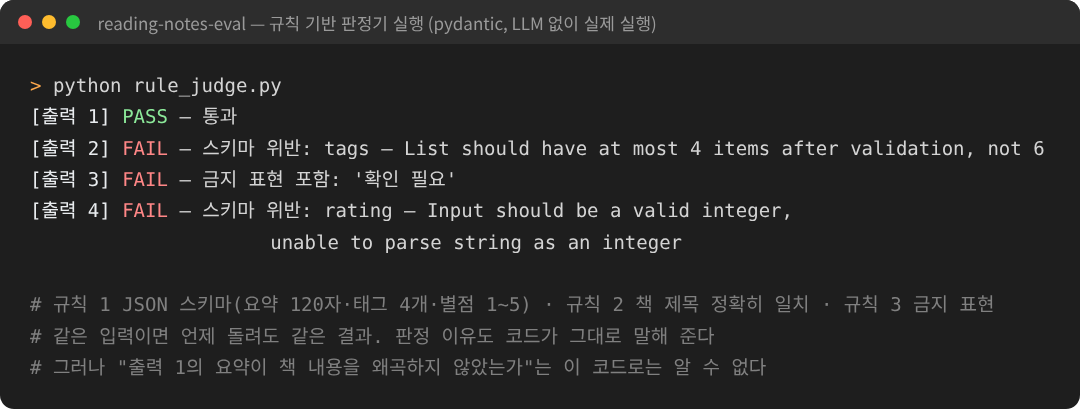 reading-notes-eval — 규칙 기반 판정기 실행 (pydantic, LLM 없이 실제 실행)
> python rule_judge.py
[출력 1] PASS — 통과
[출력 2] FAIL — 스키마 위반: tags — List should have at most 4 items after validation, not 6
[출력 3] FAIL — 금지 표현 포함: '확인 필요'
[출력 4] FAIL — 스키마 위반: rating — Input should be a valid integer,
unable to parse string as an integer
# 규칙 1 JSON 스키마(요약 120자·태그 4개·별점 1~5) · 규칙 2 책 제목 정확히 일치 · 규칙 3 금지 표현
# 같은 입력이면 언제 돌려도 같은 결과. 판정 이유도 코드가 그대로 말해 준다
# 그러나 "출력 1의 요약이 책 내용을 왜곡하지 않았는가"는 이 코드로는 알 수 없다